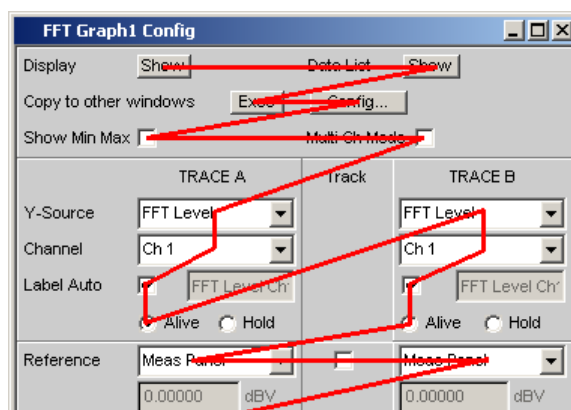 FFT Graph1 Config
Display Show Data List Show
Copy to other windows Exec Config...
Show Min Max Multi Ch Mode
TRACE A Track TRACE B
Y-Source FFT Level FFT Level
Channel Ch 1 Ch 1
Label Auto FFT Level Ch1 FFT Level Ch1
Alive Hold Alive Hold
Reference Meas Panel Meas Panel
0.00000 dBV 0.00000 dBV